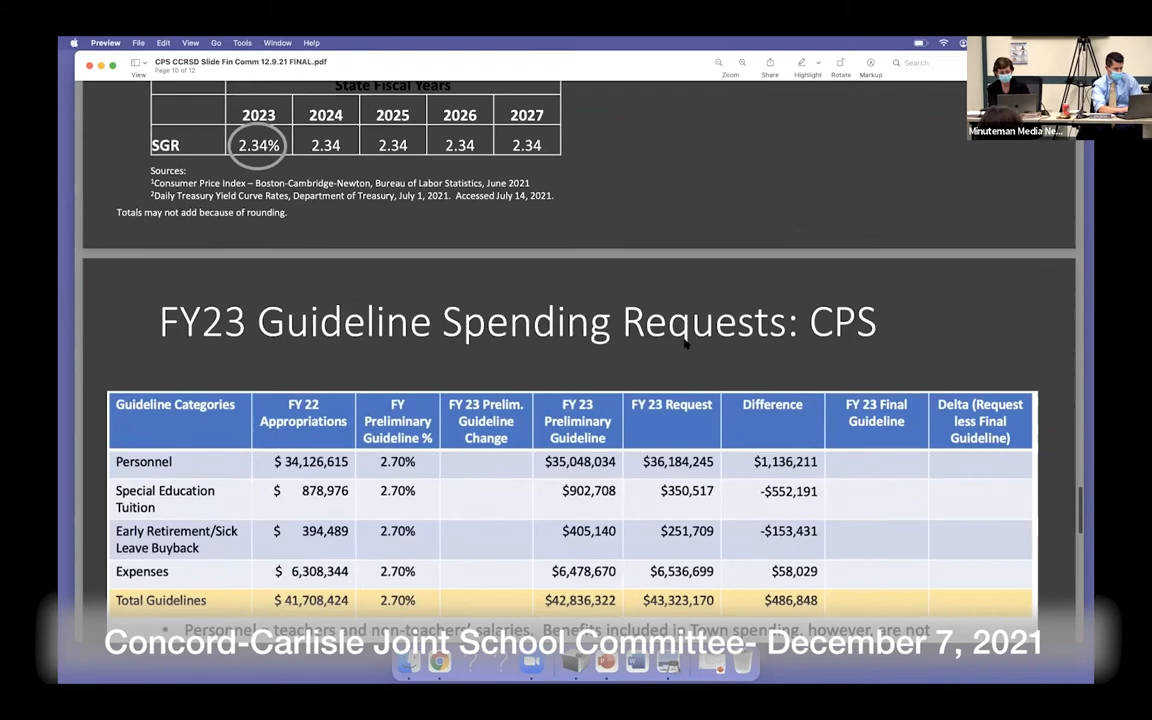 Preview File Edit View Go Tools Window Help
CPS CCRSD Slide Fin Comm 12.9.21 FINAL.pdf
Page 10 of 12
View Zoom Share Highlight Rotate Markup Search
Minuteman Media Ne...
State Fiscal Years
2023 2024 2025 2026 2027
SGR 2.34% 2.34 2.34 2.34 2.34
Sources:
1Consumer Price Index – Boston-Cambridge-Newton, Bureau of Labor Statistics, June 2021
2Daily Treasury Yield Curve Rates, Department of Treasury, July 1, 2021. Accessed July 14, 2021.
Totals may not add because of rounding.
FY23 Guideline Spending Requests: CPS
Guideline Categories FY 22 Appropriations FY Preliminary Guideline % FY 23 Prelim. Guideline Change FY 23 Preliminary Guideline FY 23 Request Difference FY 23 Final Guideline Delta (Request less Final Guideline)
Personnel $ 34,126,615 2.70% $35,048,034 $36,184,245 $1,136,211
Special Education Tuition $ 878,976 2.70% $902,708 $350,517 -$552,191
Early Retirement/Sick Leave Buyback $ 394,489 2.70% $405,140 $251,709 -$153,431
Expenses $ 6,308,344 2.70% $6,478,670 $6,536,699 $58,029
Total Guidelines $ 41,708,424 2.70% $42,836,322 $43,323,170 $486,848
• Personnel - teachers and non-teacherd salaries. Benefits included in Town spending, however, are not
Concord-Carlisle Joint School Committee- December 7, 2021